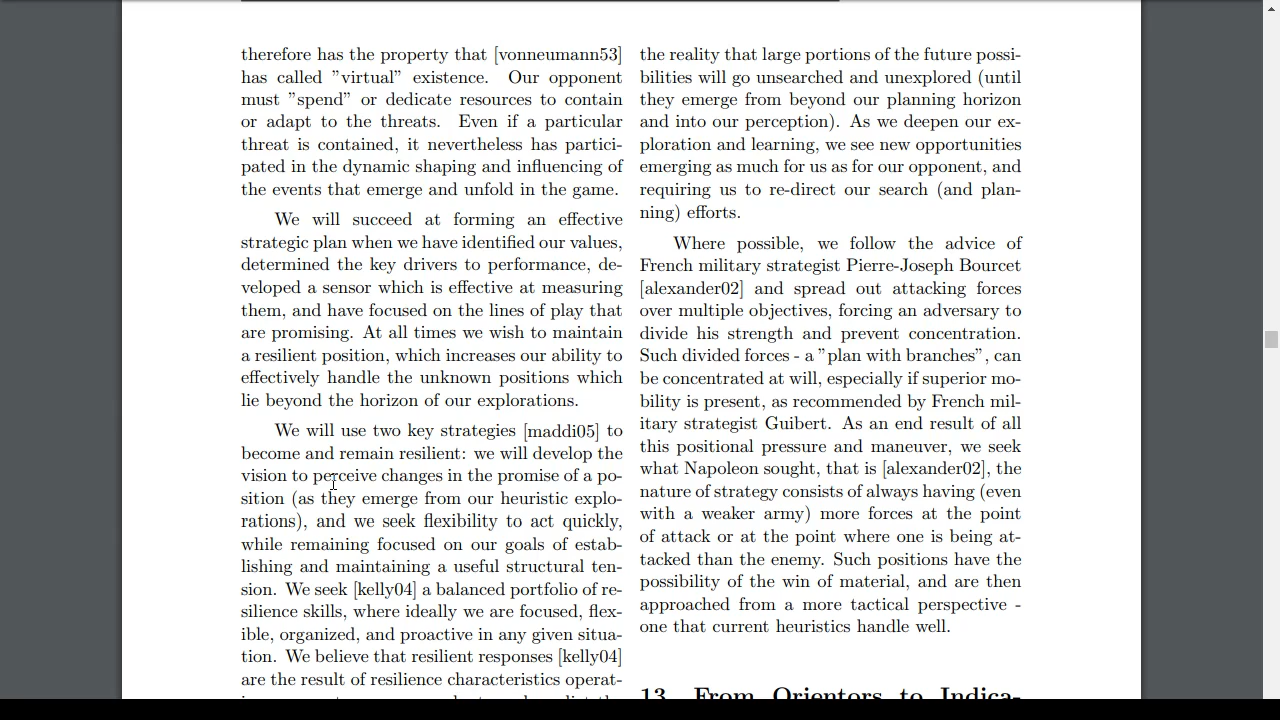 therefore has the property that [vonneumann53]
has called ”virtual” existence. Our opponent
must ”spend” or dedicate resources to contain
or adapt to the threats. Even if a particular
threat is contained, it nevertheless has partici-
pated in the dynamic shaping and influencing of
the events that emerge and unfold in the game.
We will succeed at forming an effective
strategic plan when we have identified our values,
determined the key drivers to performance, de-
veloped a sensor which is effective at measuring
them, and have focused on the lines of play that
are promising. At all times we wish to maintain
a resilient position, which increases our ability to
effectively handle the unknown positions which
lie beyond the horizon of our explorations.
We will use two key strategies [maddi05] to
become and remain resilient: we will develop the
vision to perceive changes in the promise of a po-
sition (as they emerge from our heuristic explo-
rations), and we seek flexibility to act quickly,
while remaining focused on our goals of estab-
lishing and maintaining a useful structural ten-
sion. We seek [kelly04] a balanced portfolio of re-
silience skills, where ideally we are focused, flex-
ible, organized, and proactive in any given situa-
tion. We believe that resilient responses [kelly04]
are the result of resilience characteristics operat-
the reality that large portions of the future possi-
bilities will go unsearched and unexplored (until
they emerge from beyond our planning horizon
and into our perception). As we deepen our ex-
ploration and learning, we see new opportunities
emerging as much for us as for our opponent, and
requiring us to re-direct our search (and plan-
ning) efforts.
Where possible, we follow the advice of
French military strategist Pierre-Joseph Bourcet
[alexander02] and spread out attacking forces
over multiple objectives, forcing an adversary to
divide his strength and prevent concentration.
Such divided forces - a ”plan with branches”, can
be concentrated at will, especially if superior mo-
bility is present, as recommended by French mil-
itary strategist Guibert. As an end result of all
this positional pressure and maneuver, we seek
what Napoleon sought, that is [alexander02], the
nature of strategy consists of always having (even
with a weaker army) more forces at the point
of attack or at the point where one is being at-
tacked than the enemy. Such positions have the
possibility of the win of material, and are then
approached from a more tactical perspective -
one that current heuristics handle well.
13 From Orientors to Indica-